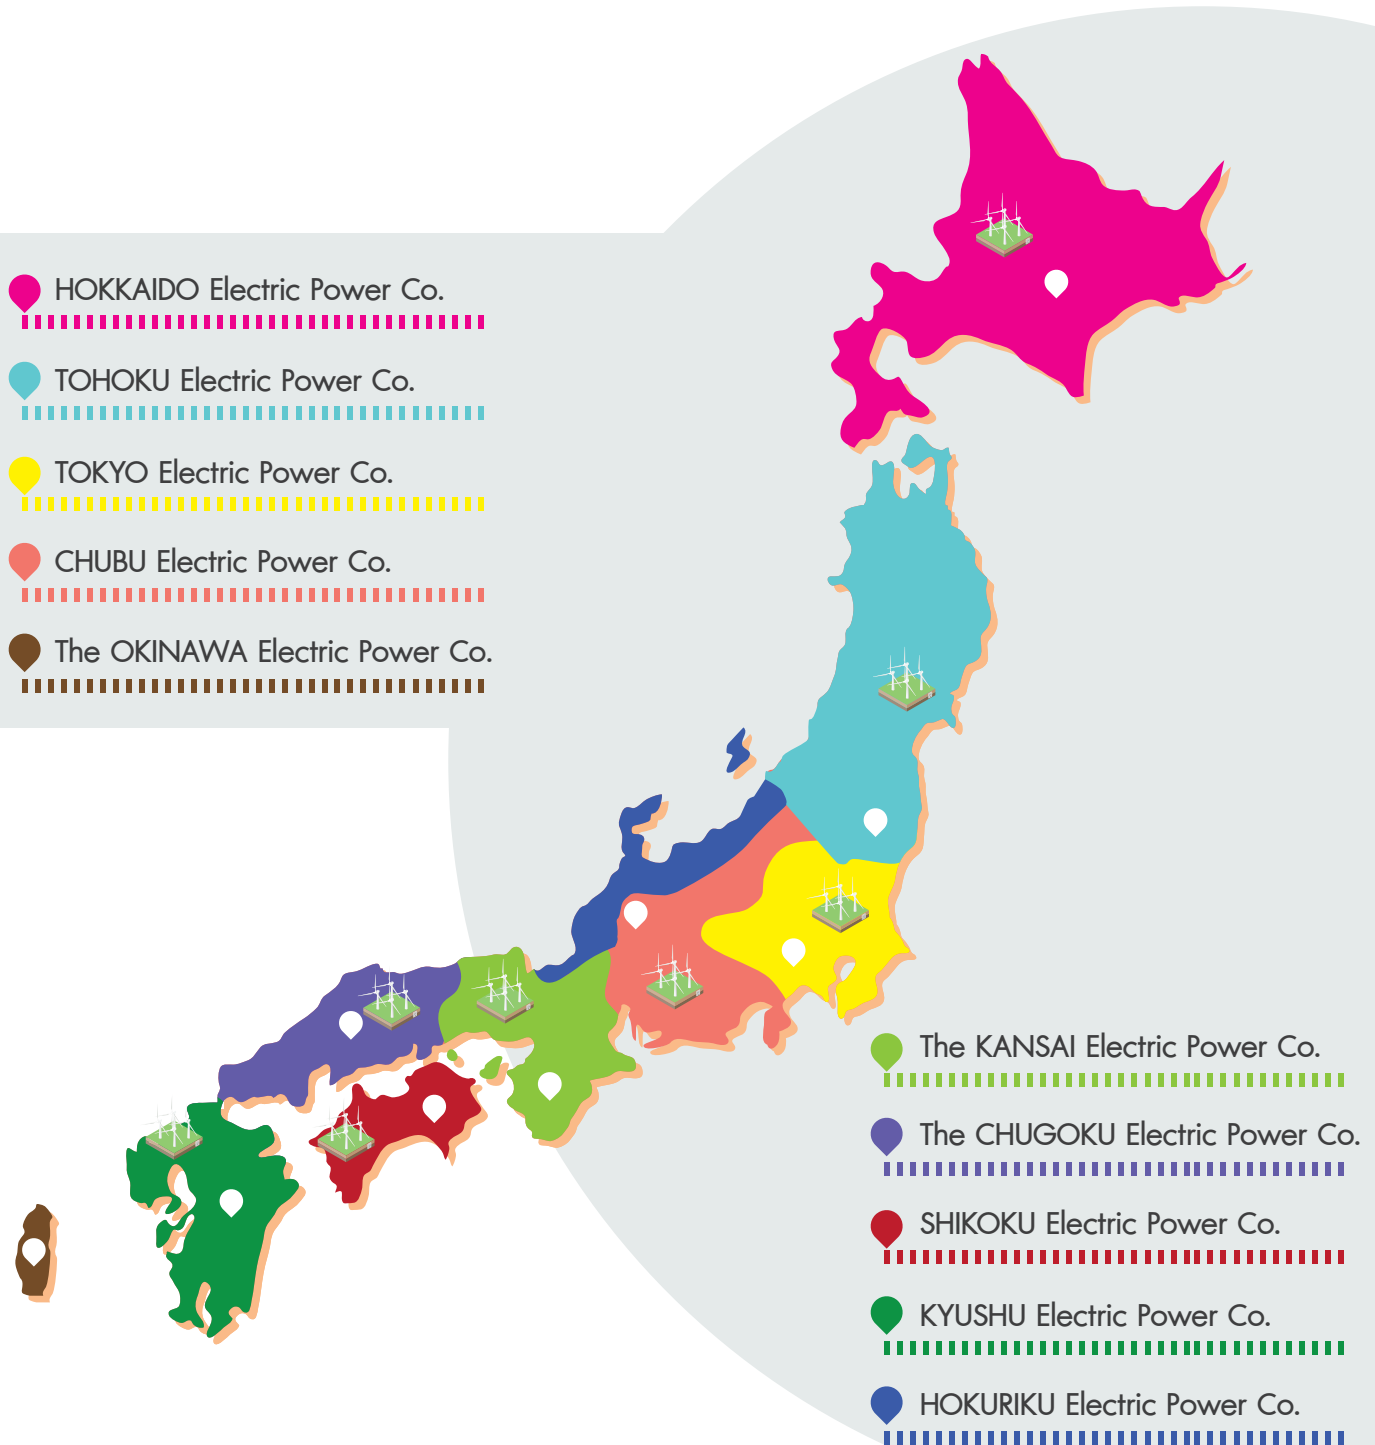 HOKKAIDO Electric Power Co.
TOHOKU Electric Power Co.
TOKYO Electric Power Co.
CHUBU Electric Power Co.
The OKINAWA Electric Power Co.
The KANSAI Electric Power Co.
The CHUGOKU Electric Power Co.
SHIKOKU Electric Power Co.
KYUSHU Electric Power Co.
HOKURIKU Electric Power Co.